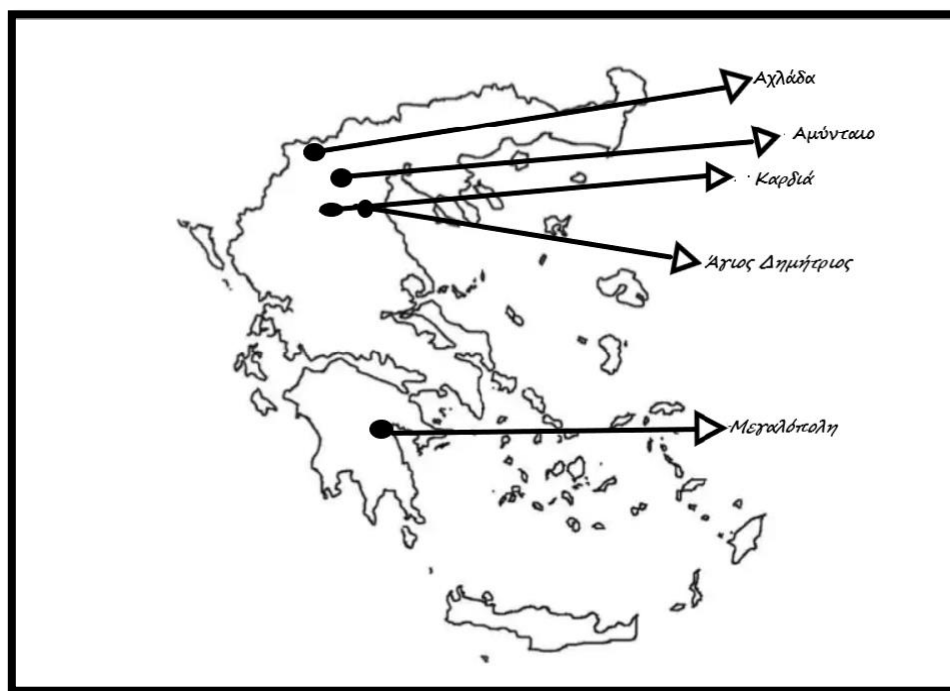 Αχλάδα
Αμύνταιο
Καρδιά
Άγιος Δημήτριος
Μεγαλόπολη